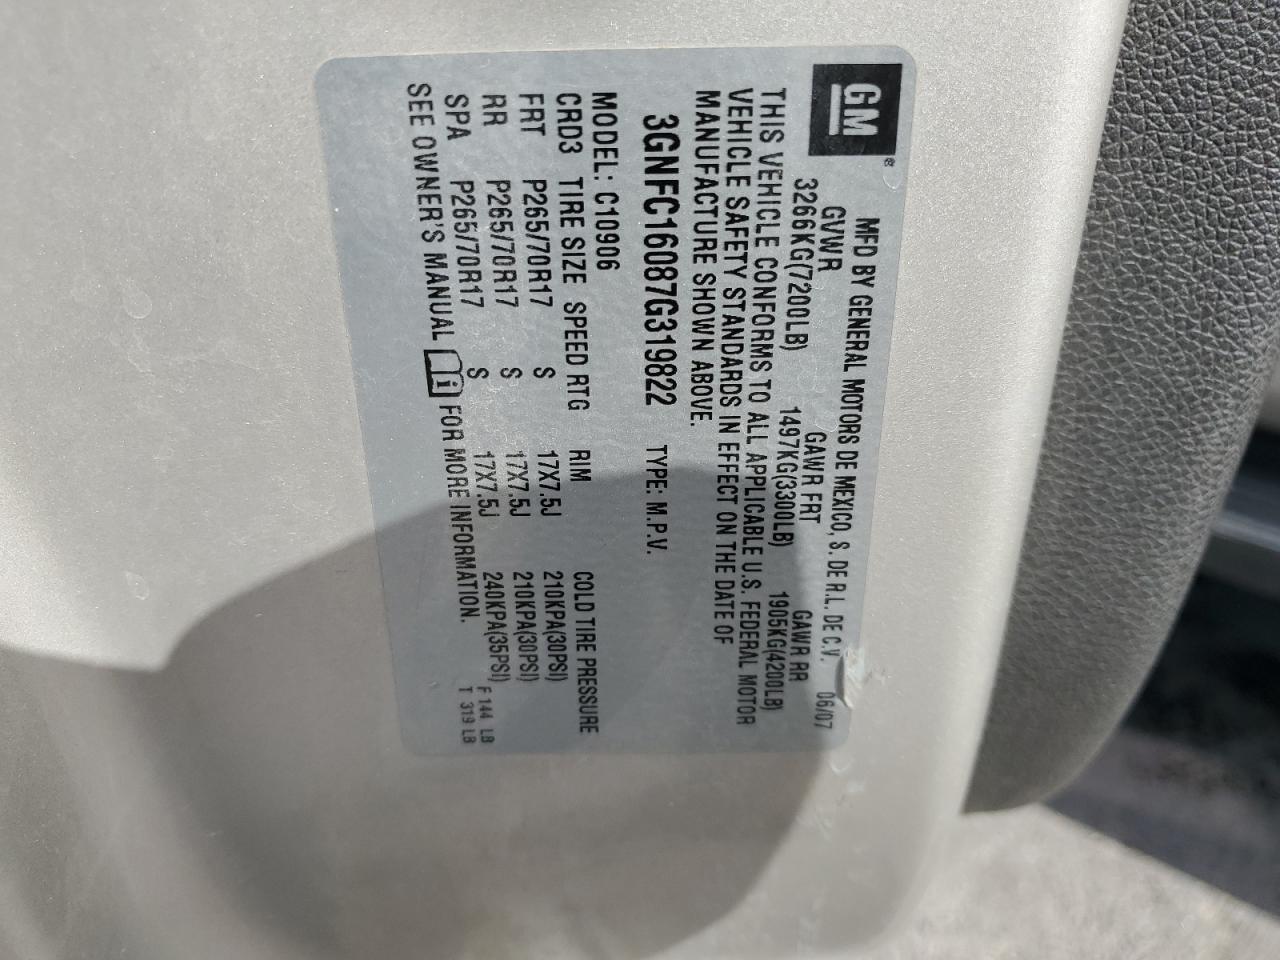 GM
MFD BY GENERAL MOTORS DE MEXICO, S. DE R.L. DE C.V. 06/07
GVWR GAWR FRT GAWR RR
3266KG(7200LB) 1497KG(3300LB) 1905KG(4200LB)
THIS VEHICLE CONFORMS TO ALL APPLICABLE U.S. FEDERAL MOTOR
VEHICLE SAFETY STANDARDS IN EFFECT ON THE DATE OF
MANUFACTURE SHOWN ABOVE.
3GNFC16087G319822 TYPE: M.P.V.
MODEL: C10906
CRD3 TIRE SIZE SPEED RTG RIM COLD TIRE PRESSURE
FRT P265/70R17 S 17X7.5J 210KPA(30PSI)
RR P265/70R17 S 17X7.5J 210KPA(30PSI)
SPA P265/70R17 S 17X7.5J 240KPA(35PSI)
SEE OWNER'S MANUAL i FOR MORE INFORMATION.
F 144 LB
T 319 LB